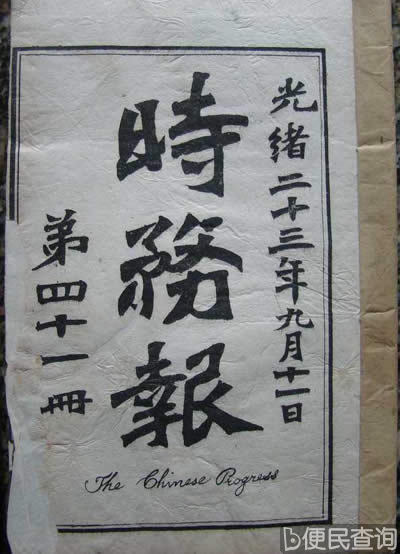 光緒二十三年九月十一日
時務報
第四十一冊
The Chinese Progress
便民查询